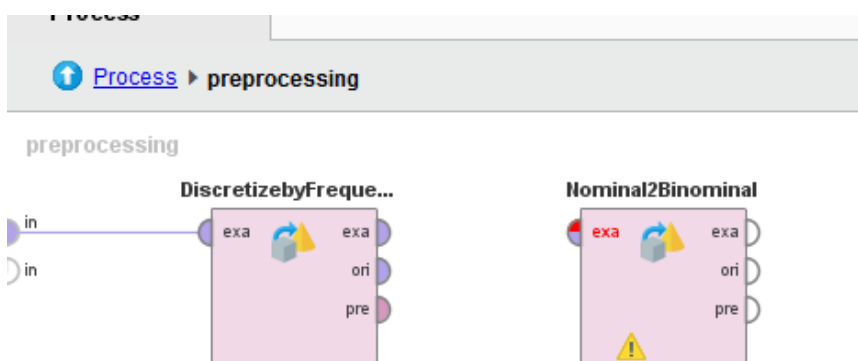 Process
Process preprocessing
preprocessing
DiscretizebyFreque...
Nominal2Binominal
in
exa
exa
exa
exa
in
ori
ori
pre
pre